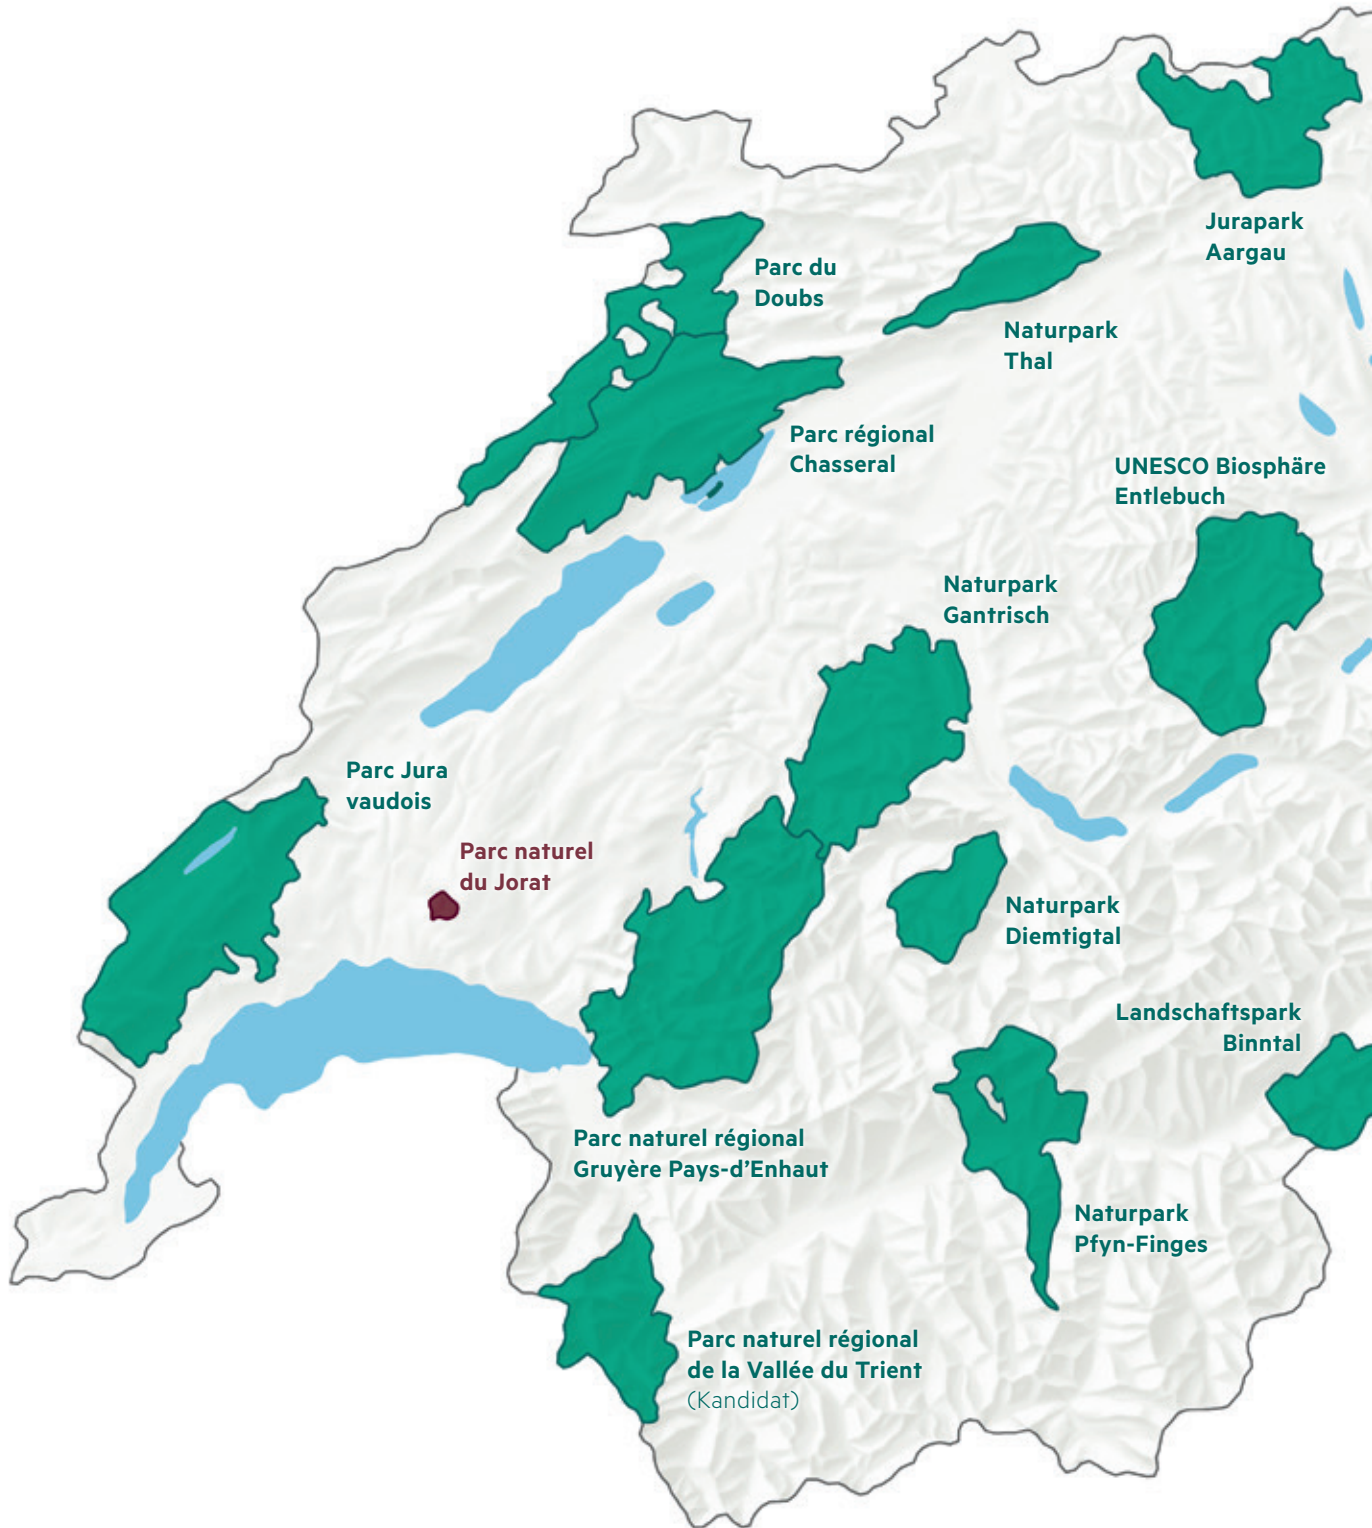 Jurapark
Aargau
Parc du
Doubs
Naturpark
Thal
Parc régional
Chasseral
UNESCO Biosphäre
Entlebuch
Naturpark
Gantrisch
Parc Jura
vaudois
Parc naturel
du Jorat
Naturpark
Diemtigtal
Landschaftspark
Binntal
Parc naturel régional
Gruyère Pays-d’Enhaut
Naturpark
Pfyn-Finges
Parc naturel régional
de la Vallée du Trient
(Kandidat)